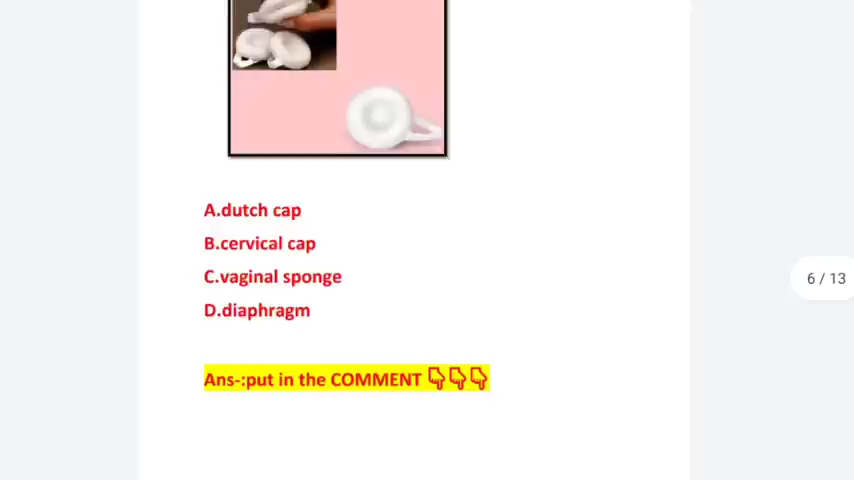 A.dutch cap
B.cervical cap
C.vaginal sponge
6 / 13
D.diaphragm
Ans-:put in the COMMENT 👇👇👇